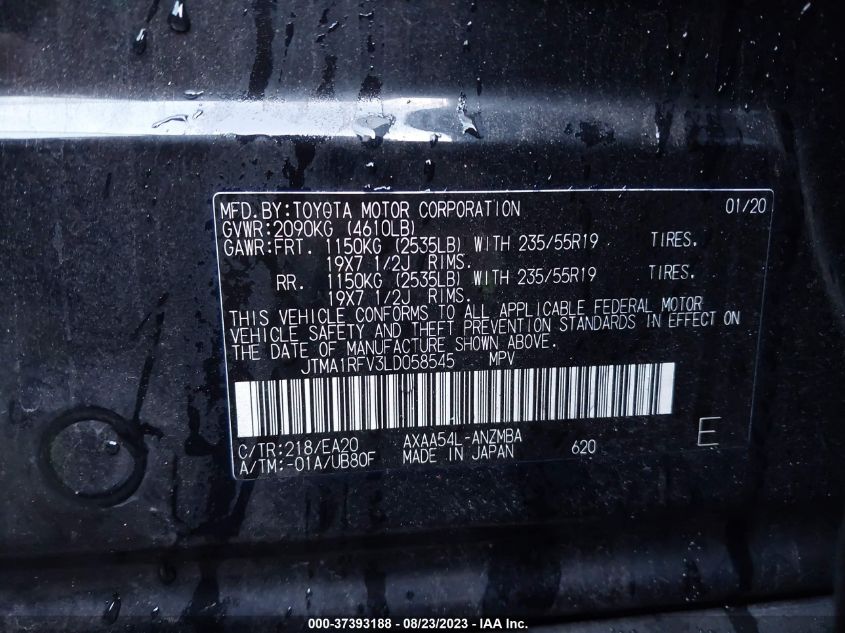 MFD.BY:TOYOTA MOTOR CORPORATION 01/20
GVWR:2090KG (4610LB)
GAWR:FRT. 1150KG (2535LB) WITH 235/55R19 TIRES.
19X7 1/2J RIMS.
RR. 1150KG (2535LB) WITH 235/55R19 TIRES.
19X7 1/2J RIMS.
THIS VEHICLE CONFORMS TO ALL APPLICABLE FEDERAL MOTOR
VEHICLE SAFETY AND THEFT PREVENTION STANDARDS IN EFFECT ON
THE DATE OF MANUFACTURE SHOWN ABOVE.
JTMA1RFV3LD058545 MPV
C/TR:218/EA20 AXAA54L-ANZMBA 620 E
A/TM:-01A/UB80F MADE IN JAPAN
000-37393188 - 08/23/2023 - IAA Inc.